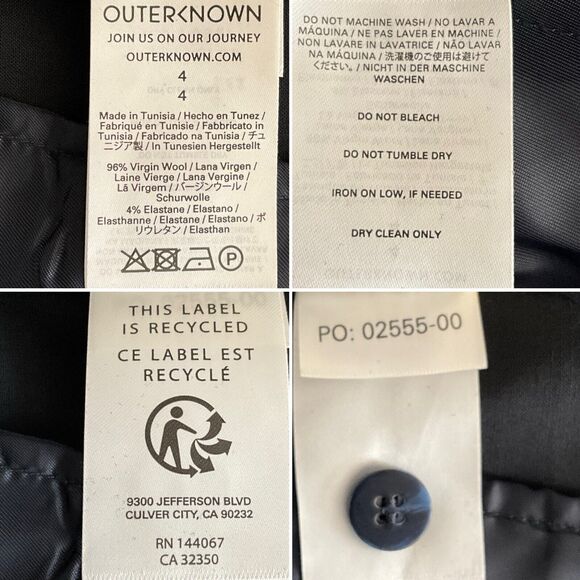 OUTERKNOWN
JOIN US ON OUR JOURNEY
OUTERKNOWN.COM
4
4
Made in Tunisia / Hecho en Tunez /
Fabriqué en Tunisie / Fabbricato in
Tunisia / Fabricado na Tunisia / チュ
ニジア製 / In Tunesien Hergestellt
96% Virgin Wool / Lana Virgen /
Laine Vierge / Lana Vergine /
Lã Virgem / バージンウール /
Schurwolle
4% Elastane / Elastano /
Elasthanne / Elastane / Elastano / ポ
リウレタン / Elasthan
P
DO NOT MACHINE WASH / NO LAVAR A
MÁQUINA / NE PAS LAVER EN MACHINE /
NON LAVARE IN LAVATRICE / NÃO LAVAR
NA MÁQUINA / 洗濯機のご使用は避けて
ください。/ NICHT IN DER MASCHINE
WASCHEN
DO NOT BLEACH
DO NOT TUMBLE DRY
IRON ON LOW, IF NEEDED
DRY CLEAN ONLY
THIS LABEL
IS RECYCLED
CE LABEL EST
RECYCLÉ
9300 JEFFERSON BLVD
CULVER CITY, CA 90232
RN 144067
CA 32350
PO: 02555-00